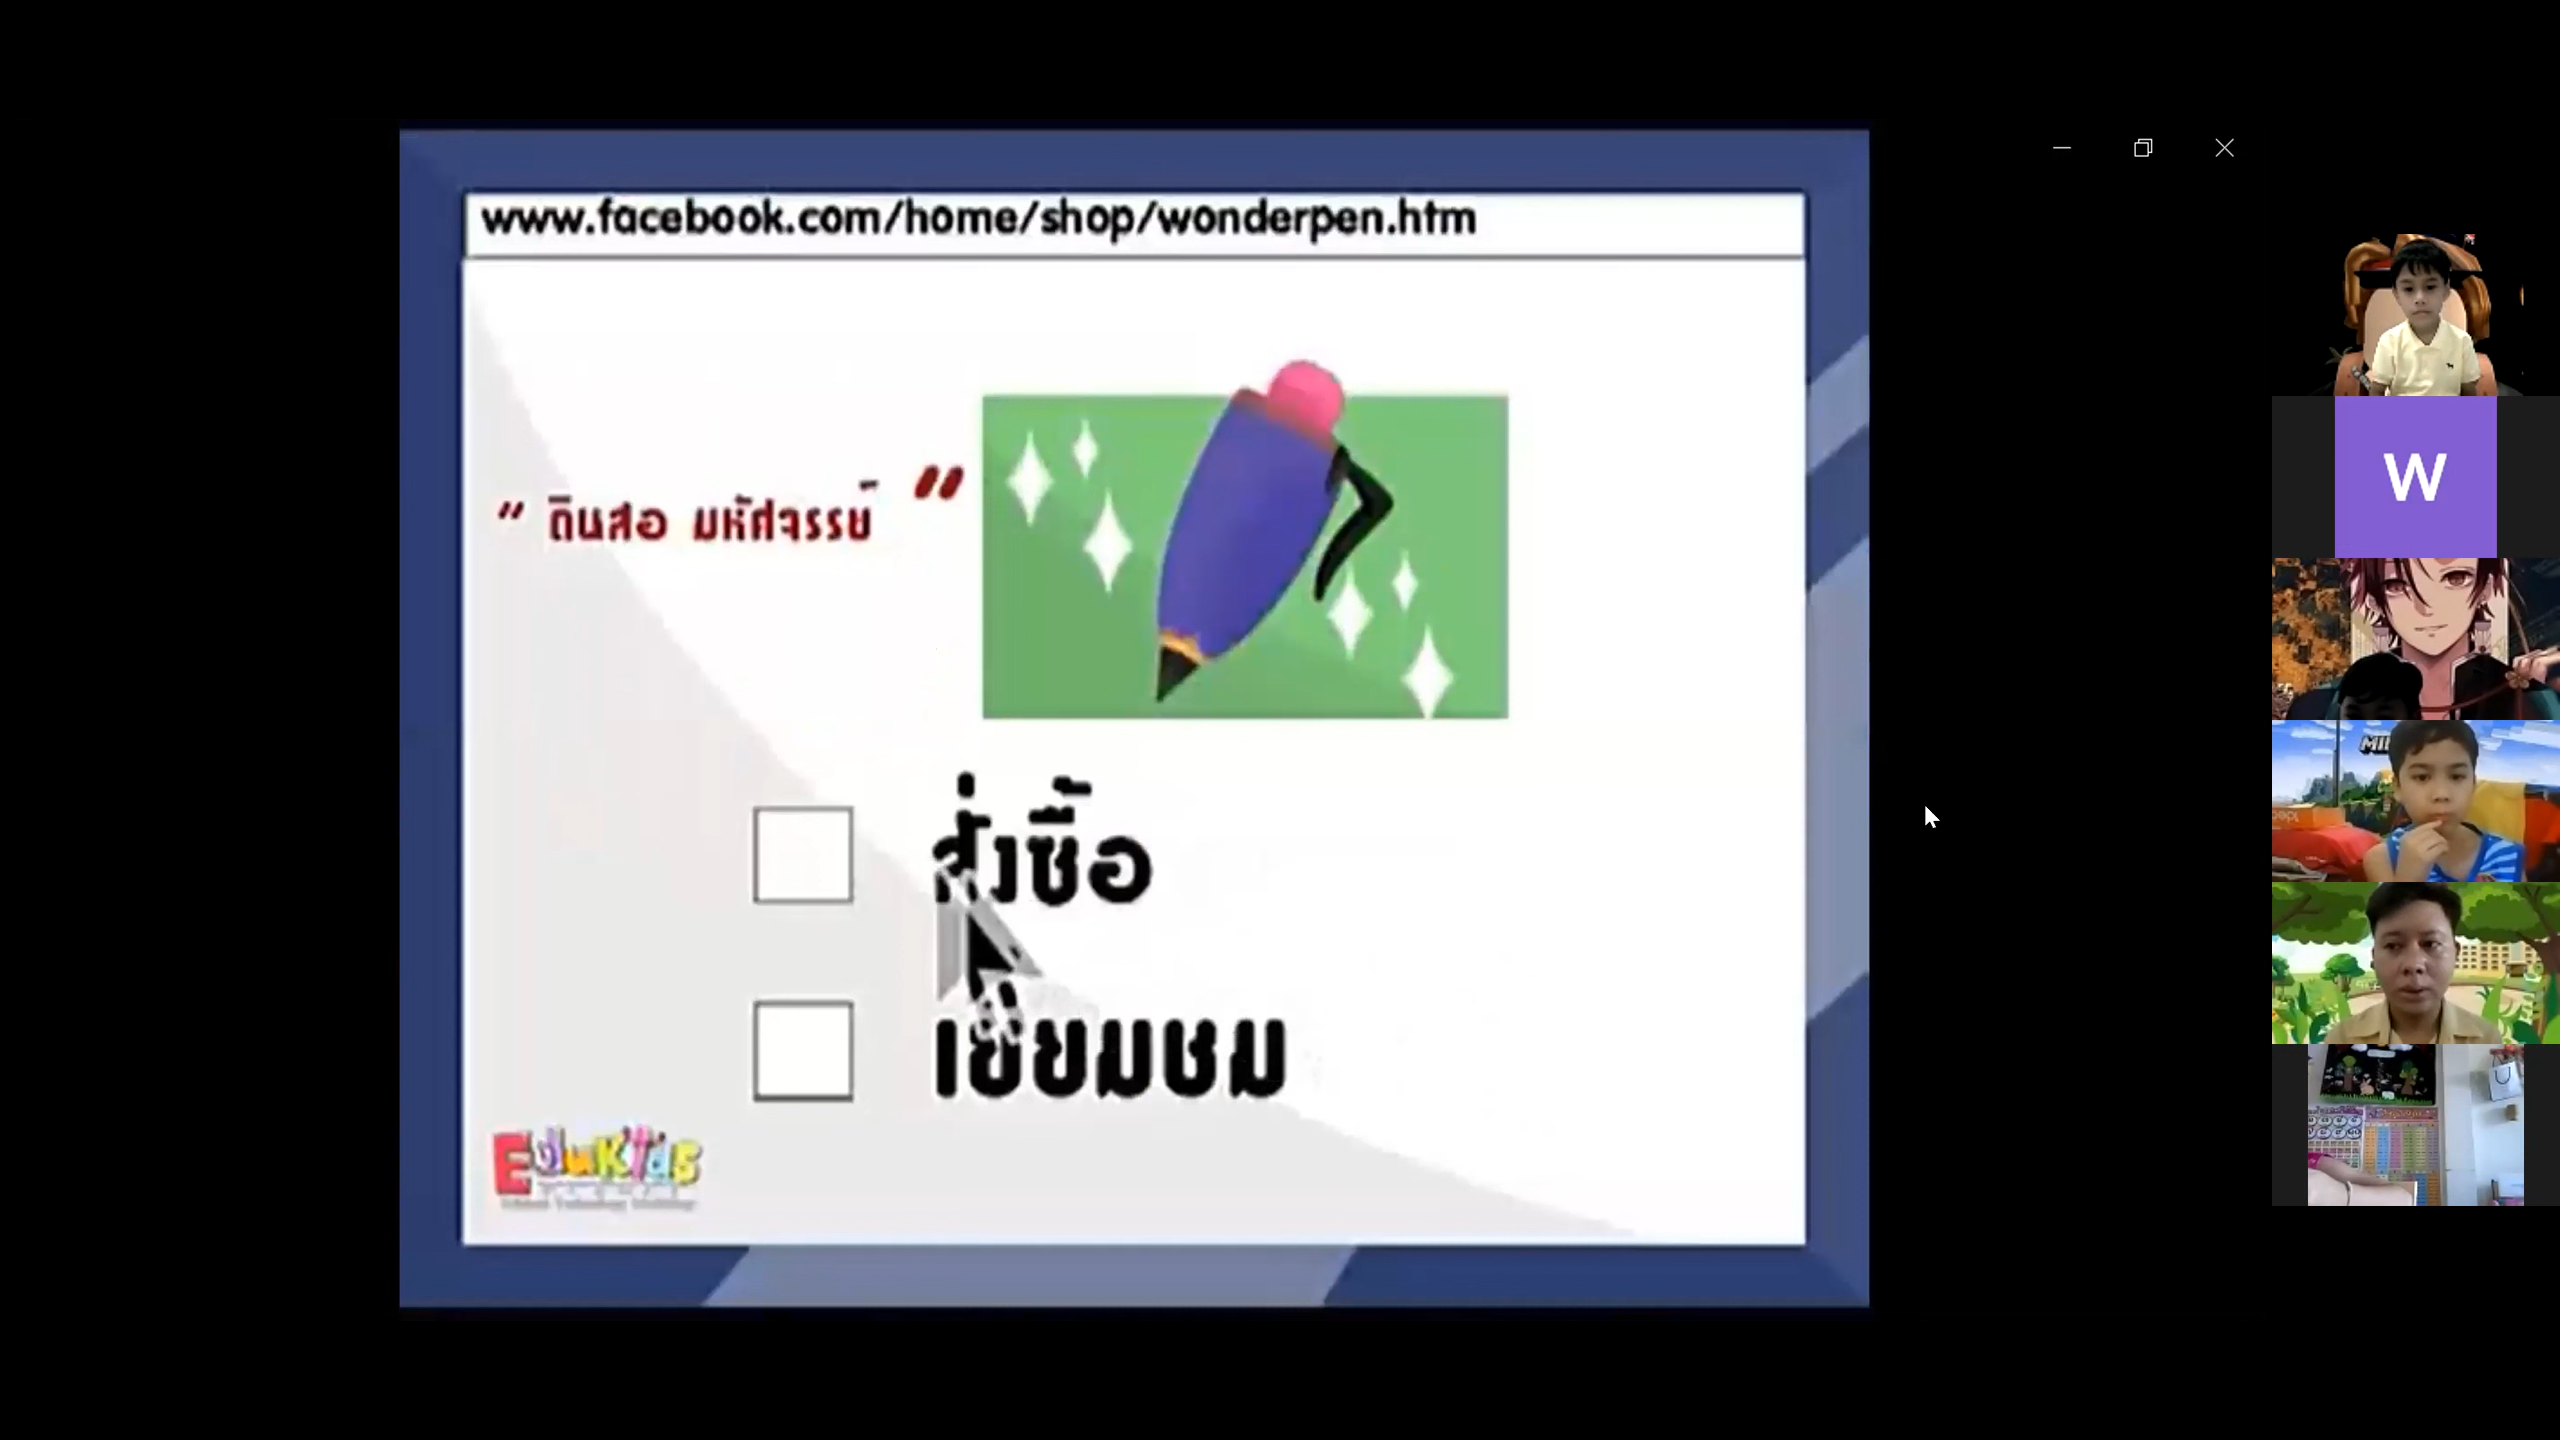 www.facebook.com/home/shop/wonderpen.htm
" ดินสอ มหัศจรรย์ "
สั่งซื้อ
เยี่ยมชม
EduKids
W